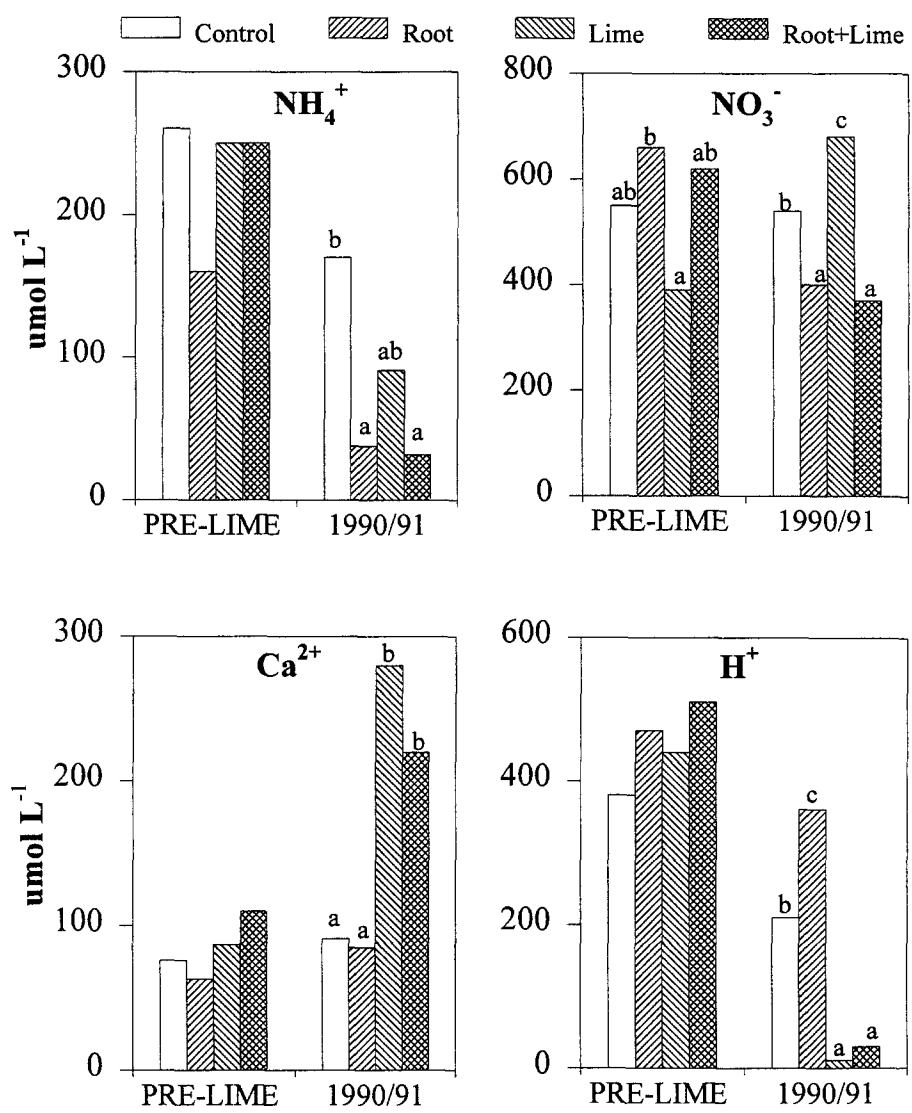 Control Root Lime Root+Lime
NH₄⁺
umol L⁻¹
300
200
100
0
b
a
ab
a
PRE-LIME 1990/91
NO₃⁻
800
600
400
200
0
ab
b
a
ab
b
a
c
a
PRE-LIME 1990/91
Ca²⁺
umol L⁻¹
300
200
100
0
a
a
b
b
PRE-LIME 1990/91
H⁺
600
400
200
0
b
c
a
a
PRE-LIME 1990/91